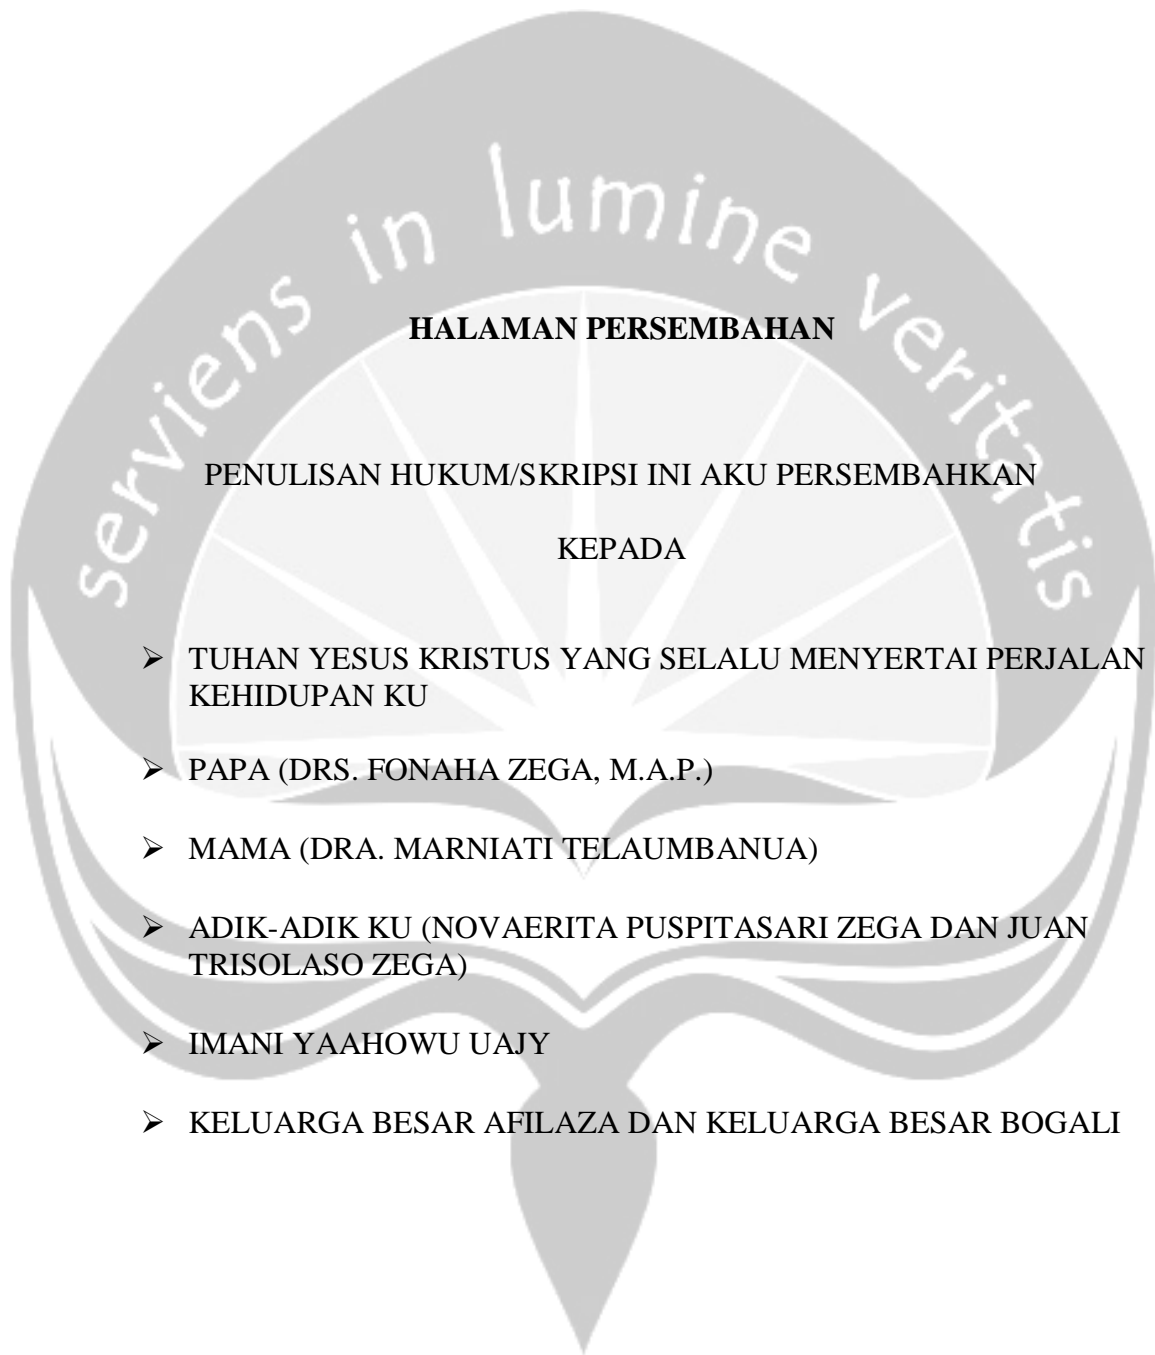 serviens in lumine veritatis
HALAMAN PERSEMBAHAN
PENULISAN HUKUM/SKRIPSI INI AKU PERSEMBAHKAN
KEPADA
➢ TUHAN YESUS KRISTUS YANG SELALU MENYERTAI PERJALAN
KEHIDUPAN KU
➢ PAPA (DRS. FONAHA ZEGA, M.A.P.)
➢ MAMA (DRA. MARNIATI TELAUMBANUA)
➢ ADIK-ADIK KU (NOVAERITA PUSPITASARI ZEGA DAN JUAN
TRISOLASO ZEGA)
➢ IMANI YAAHOWU UAJY
➢ KELUARGA BESAR AFILAZA DAN KELUARGA BESAR BOGALI